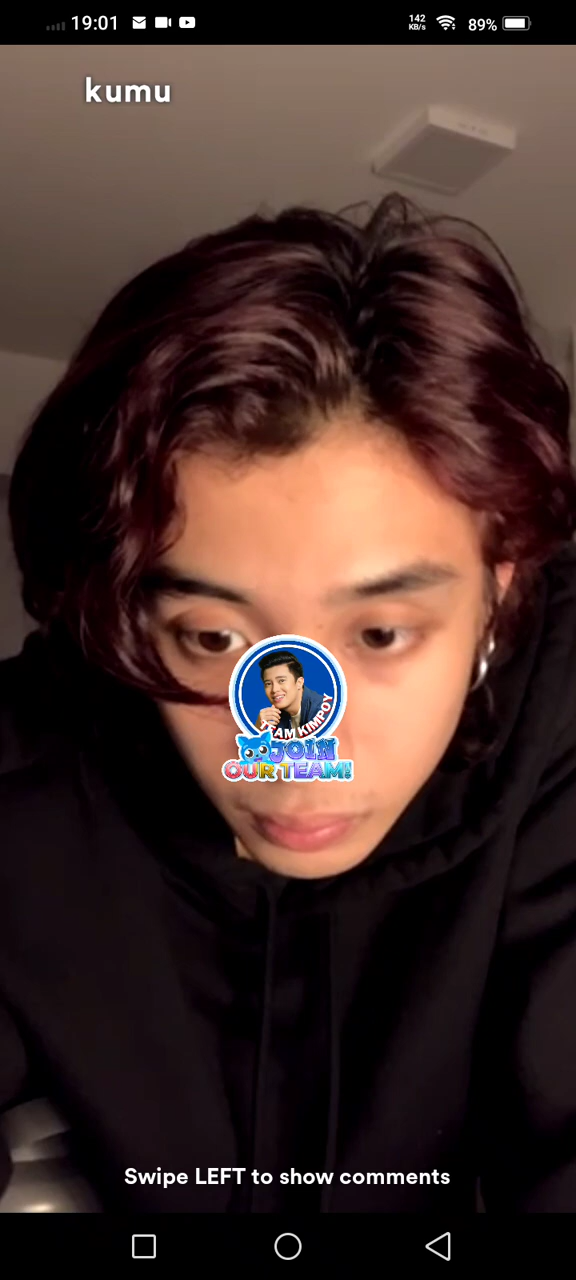 19:01
142
KB/s
89%
kumu
TEAM KIMPOY
JOIN
OUR TEAM!
Swipe LEFT to show comments